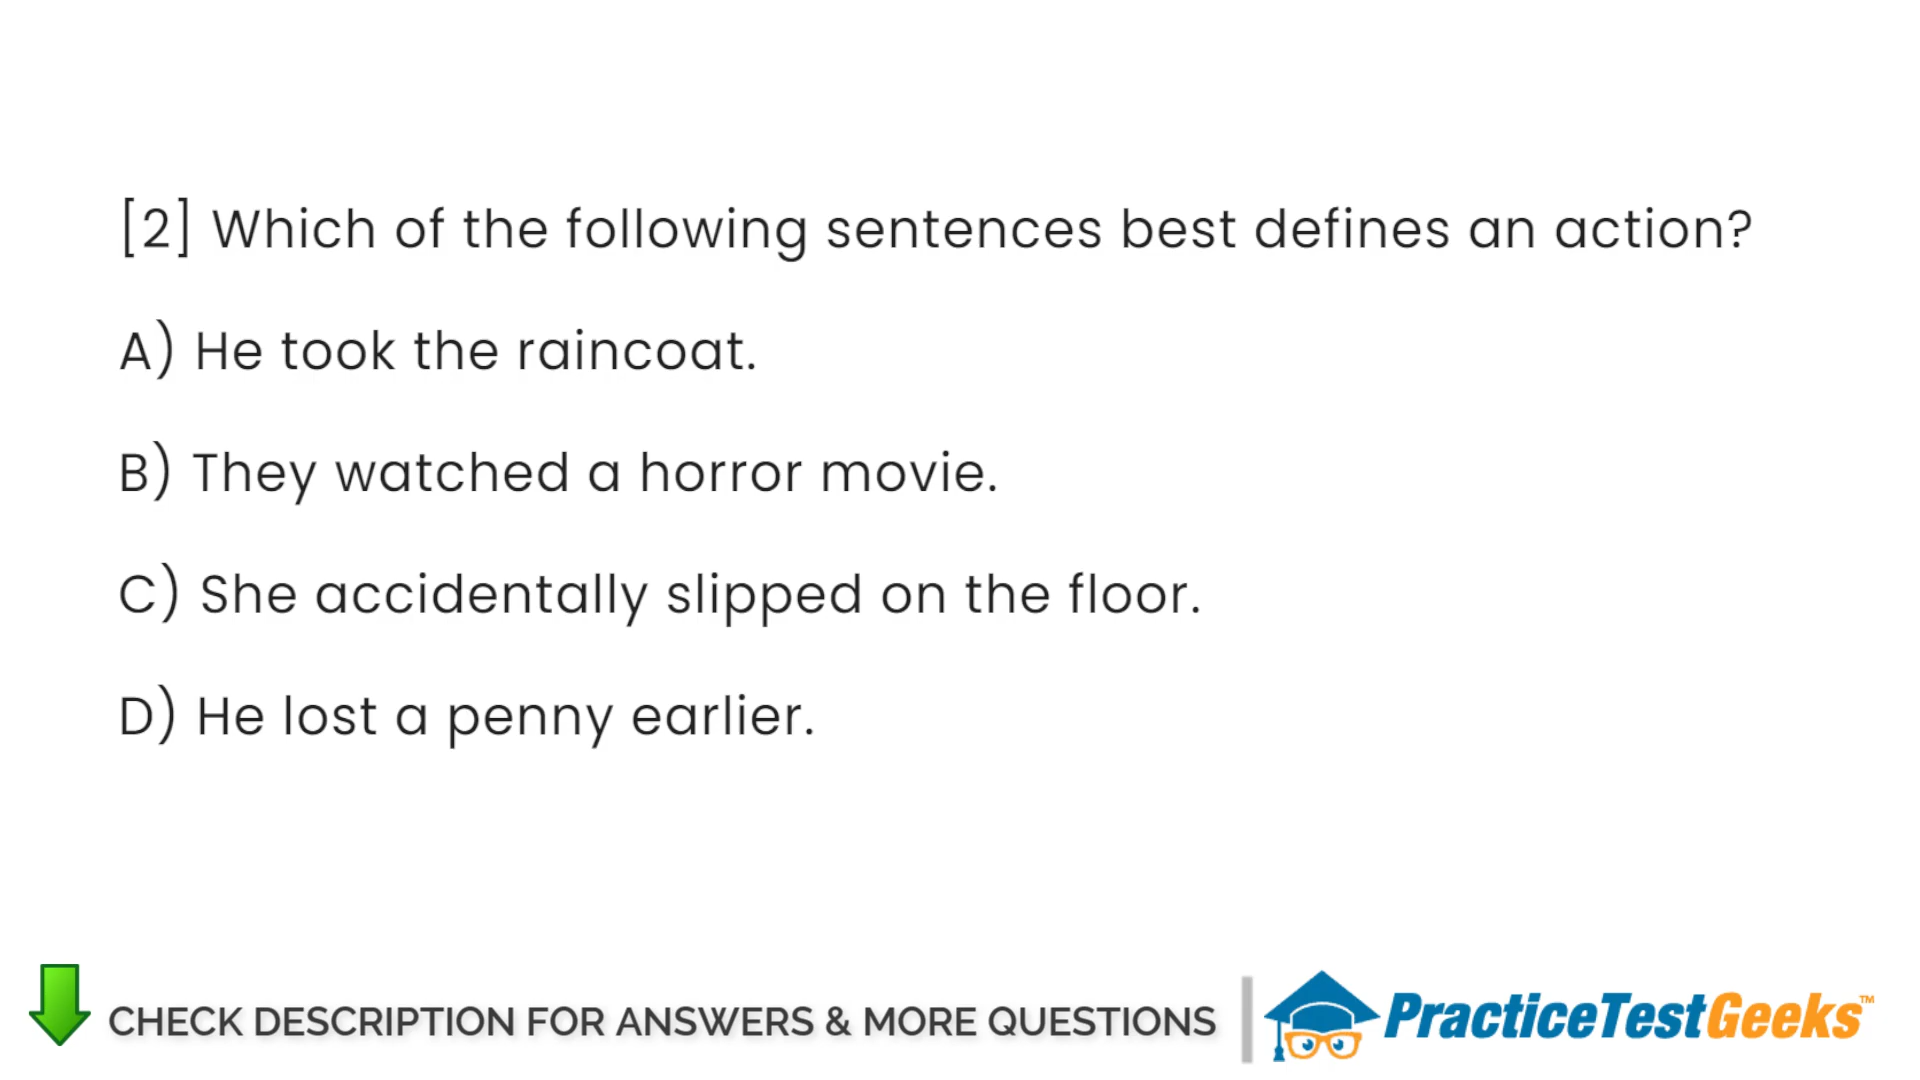 [2] Which of the following sentences best defines an action?
A) He took the raincoat.
B) They watched a horror movie.
C) She accidentally slipped on the floor.
D) He lost a penny earlier.
CHECK DESCRIPTION FOR ANSWERS & MORE QUESTIONS
PracticeTestGeeks™